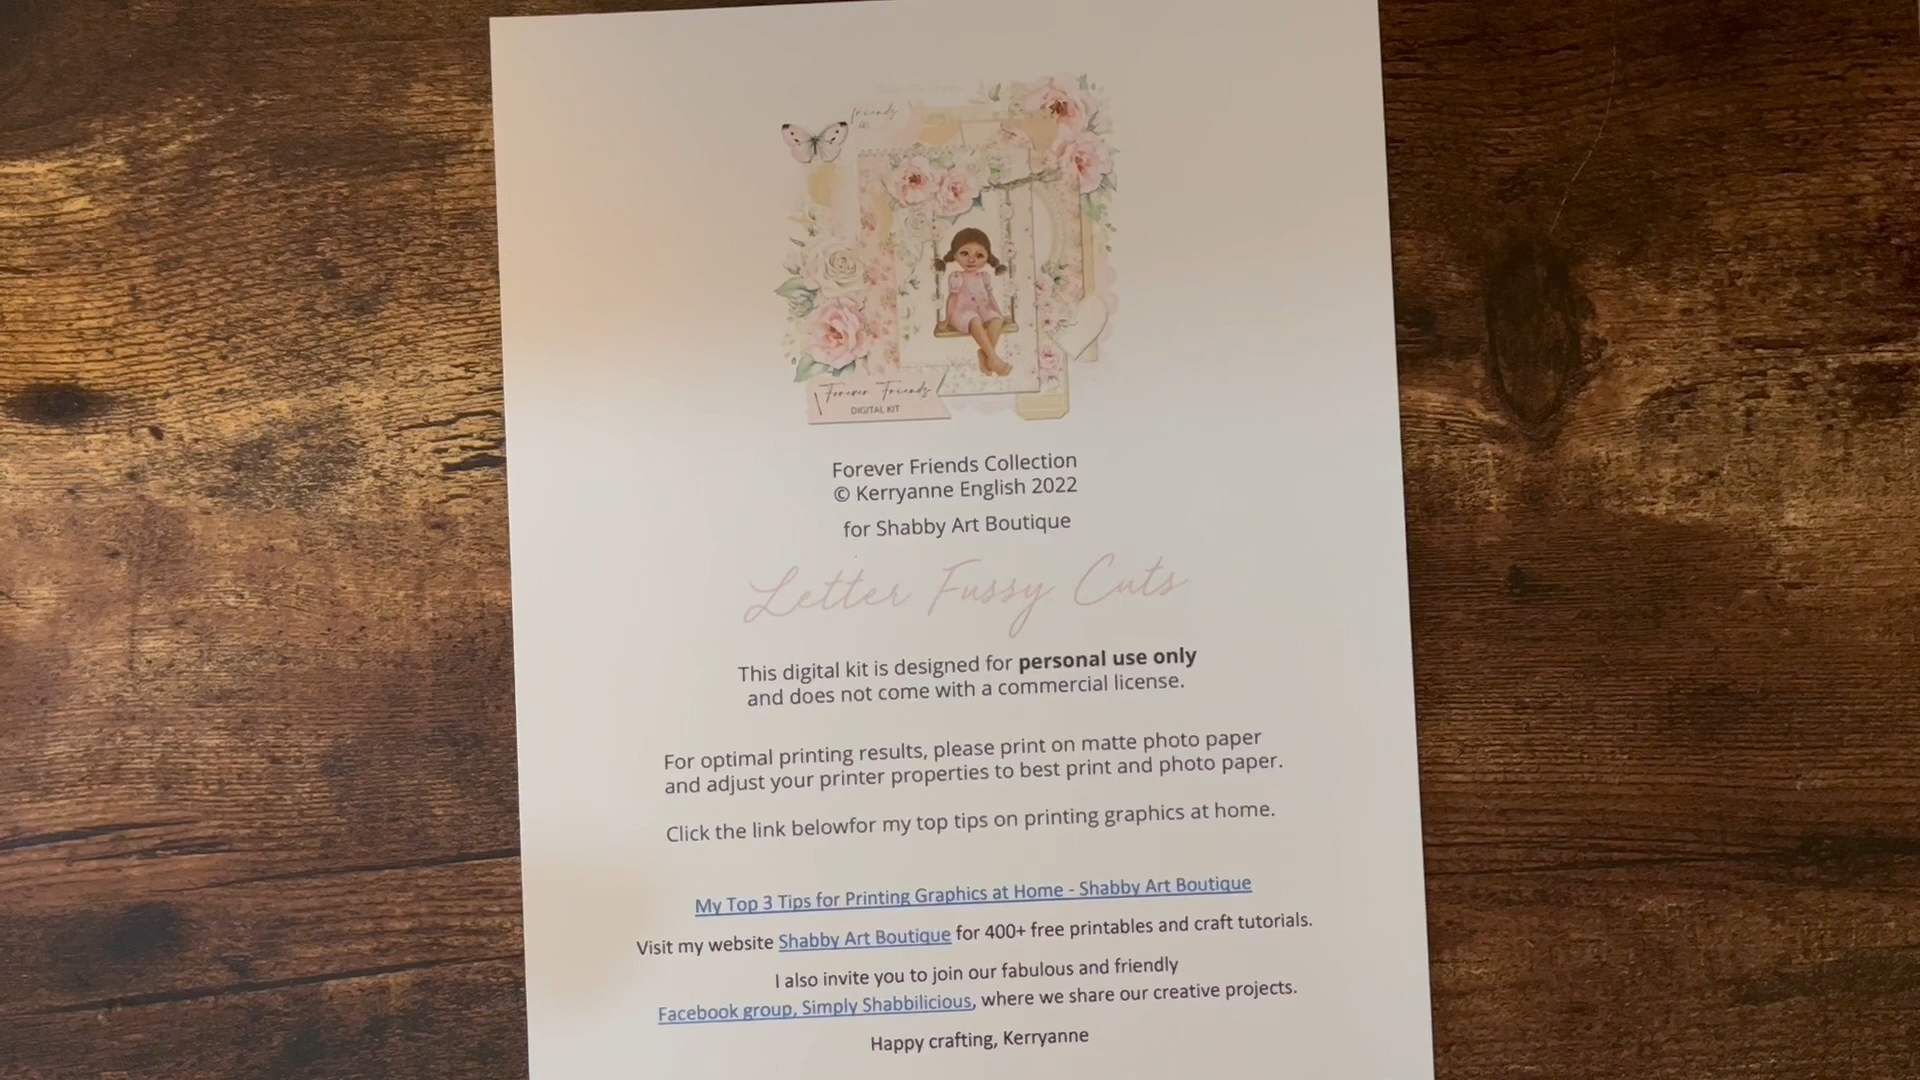 friends
Forever Friends
DIGITAL KIT
Forever Friends Collection
© Kerryanne English 2022
for Shabby Art Boutique
Letter Fussy Cuts
This digital kit is designed for personal use only
and does not come with a commercial license.
For optimal printing results, please print on matte photo paper
and adjust your printer properties to best print and photo paper.
Click the link belowfor my top tips on printing graphics at home.
My Top 3 Tips for Printing Graphics at Home - Shabby Art Boutique
Visit my website Shabby Art Boutique for 400+ free printables and craft tutorials.
I also invite you to join our fabulous and friendly
Facebook group, Simply Shabbilicious, where we share our creative projects.
Happy crafting, Kerryanne